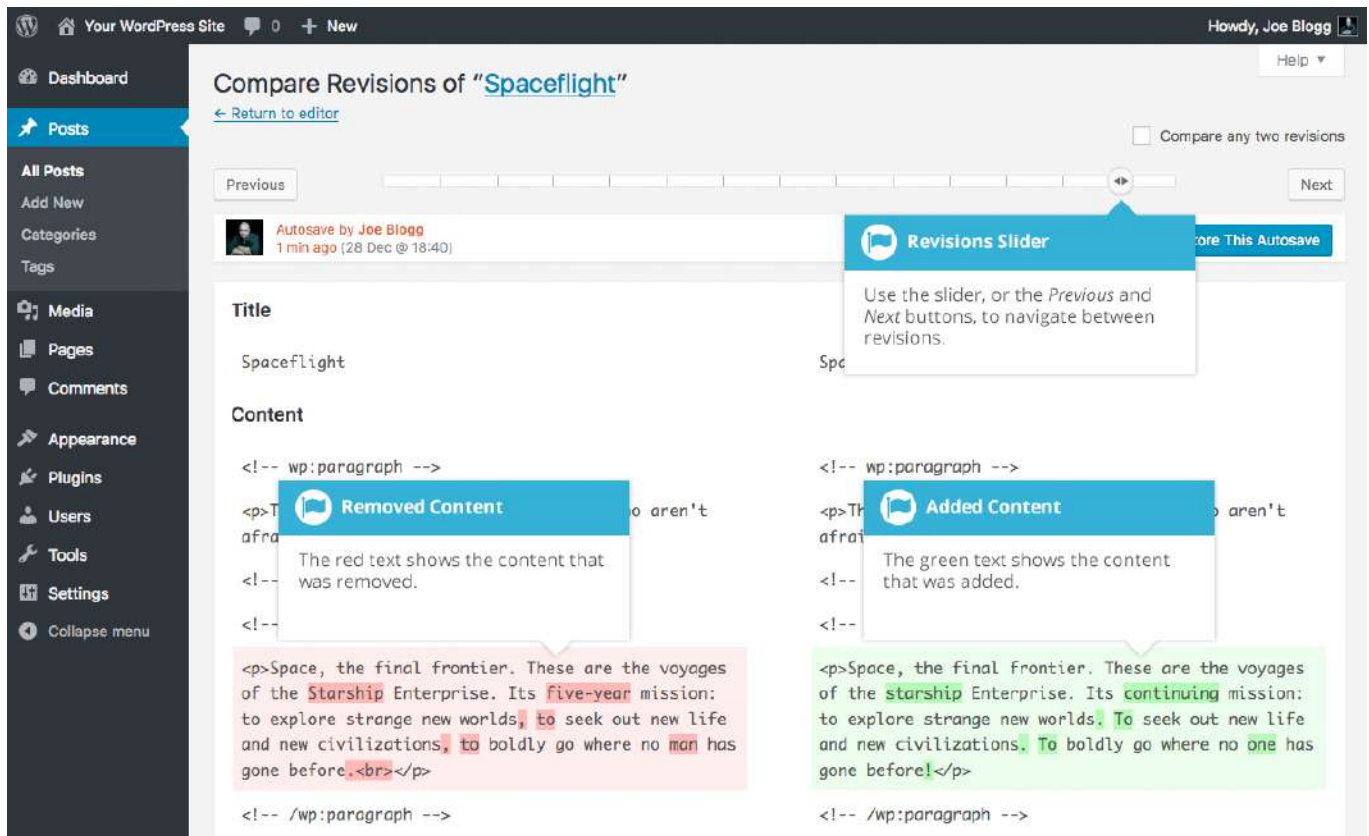 Your WordPress Site 0 + New Howdy, Joe Blogg
Help ▼
Dashboard
Posts
All Posts
Add New
Categories
Tags
Media
Pages
Comments
Appearance
Plugins
Users
Tools
Settings
Collapse menu
Compare Revisions of “Spaceflight”
← Return to editor
Compare any two revisions
Previous
Next
Autosave by Joe Blogg
1 min ago (28 Dec @ 18:40)
This Autosave
Revisions Slider
Use the slider, or the Previous and
Next buttons, to navigate between
revisions.
Title
Spaceflight
Content
<!-- wp:paragraph --> <!-- wp:paragraph -->
Removed Content
The red text shows the content that
was removed.
aren't
Added Content
The green text shows the content
that was added.
aren't
<p>Space, the final frontier. These are the voyages
of the Starship Enterprise. Its five-year mission:
to explore strange new worlds, to seek out new life
and new civilizations, to boldly go where no man has
gone before.<br></p>
<p>Space, the final frontier. These are the voyages
of the starship Enterprise. Its continuing mission:
to explore strange new worlds. To seek out new life
and new civilizations. To boldly go where no one has
gone before!</p>
<!-- /wp:paragraph --> <!-- /wp:paragraph -->